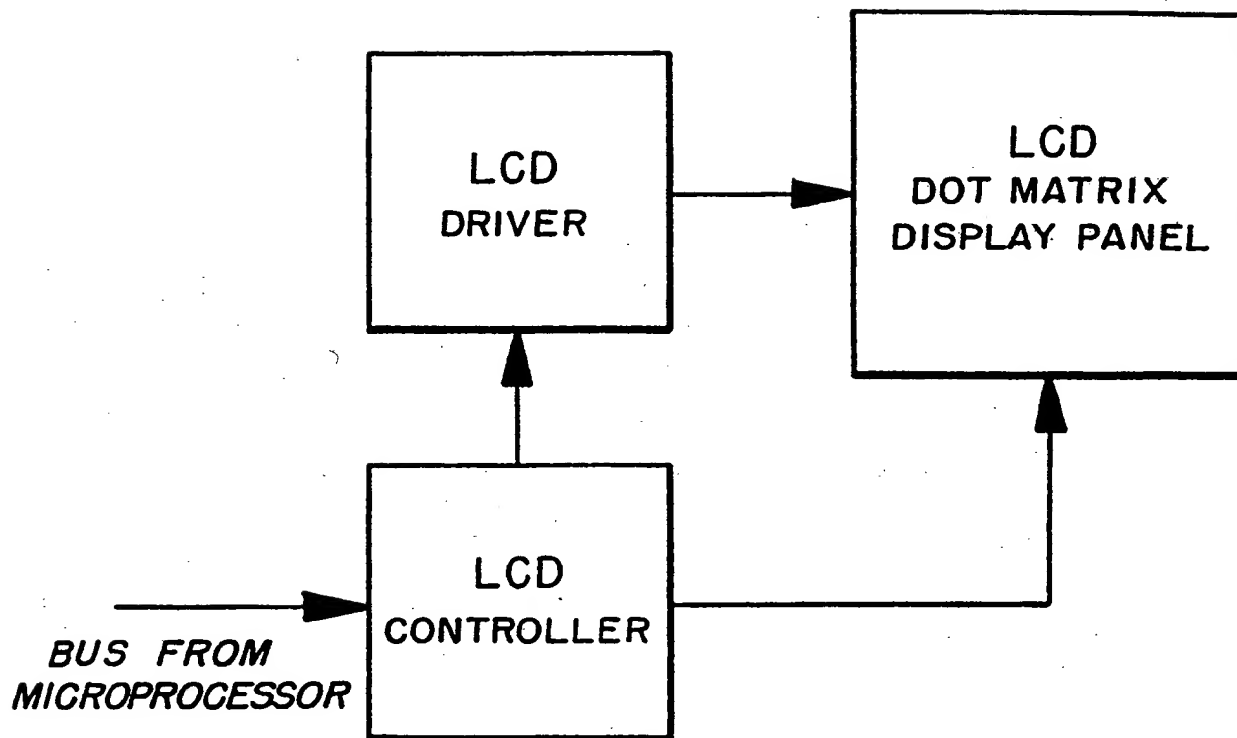 LCD
DRIVER
LCD
DOT MATRIX
DISPLAY PANEL
LCD
CONTROLLER
BUS FROM
MICROPROCESSOR